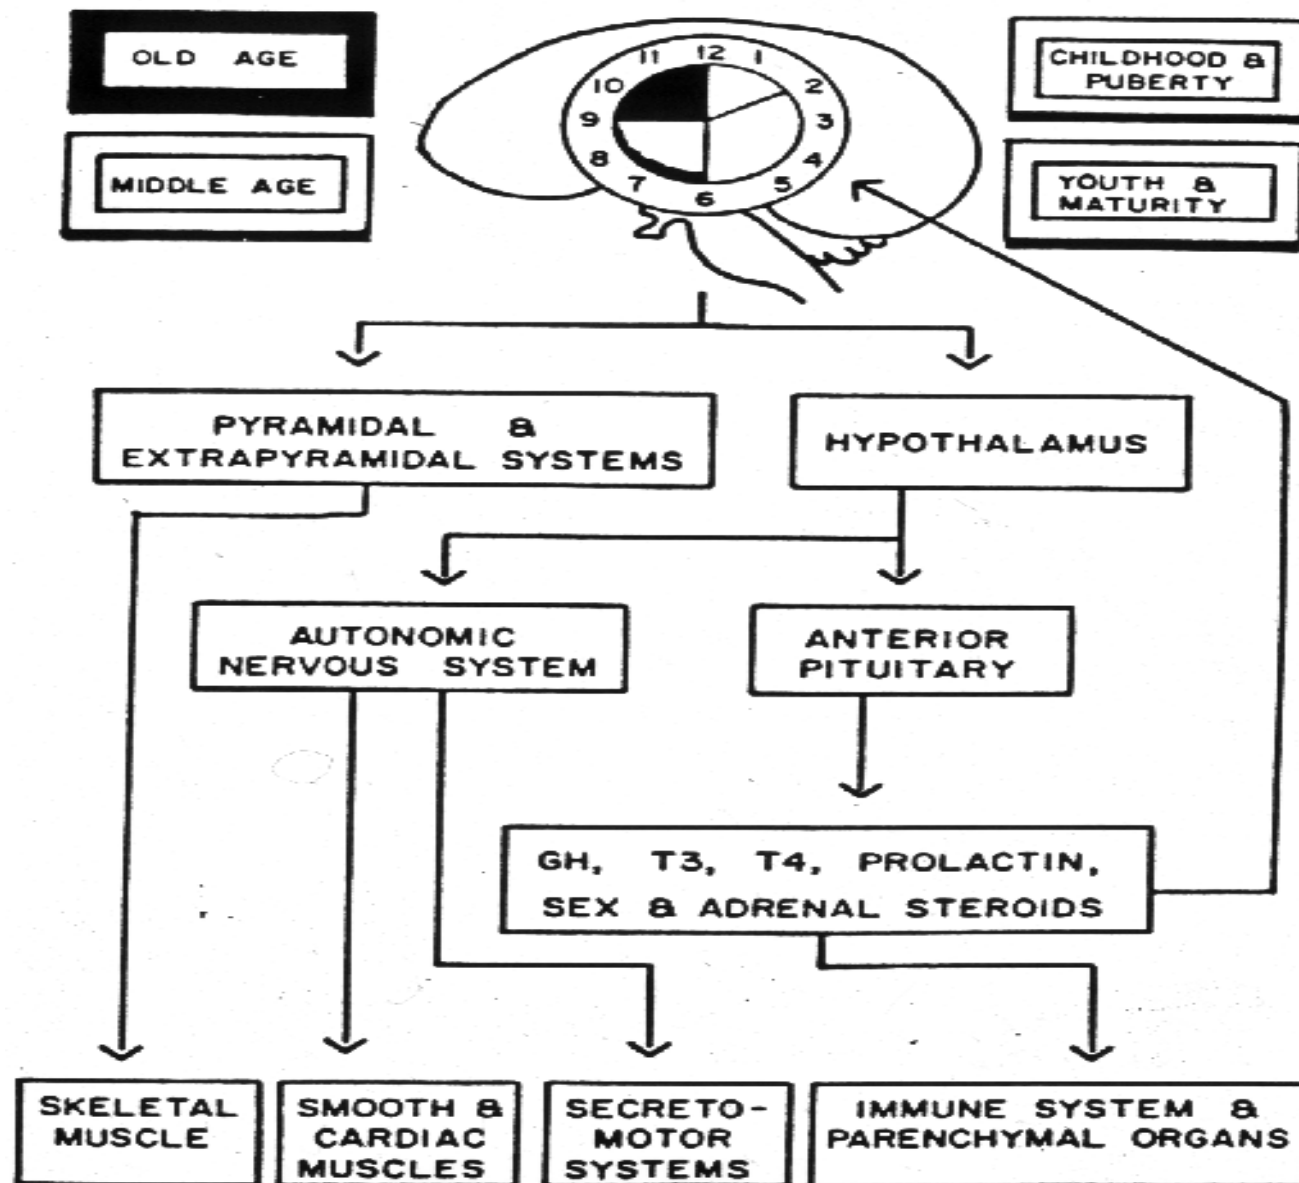 OLD AGE
MIDDLE AGE
11 12 1
10 2
9 3
8 4
7 6 5
CHILDHOOD &
PUBERTY
YOUTH &
MATURITY
PYRAMIDAL &
EXTRAPYRAMIDAL SYSTEMS
HYPOTHALAMUS
AUTONOMIC
NERVOUS SYSTEM
ANTERIOR
PITUITARY
GH, T3, T4, PROLACTIN,
SEX & ADRENAL STEROIDS
SKELETAL
MUSCLE
SMOOTH &
CARDIAC
MUSCLES
SECRETO-
MOTOR
SYSTEMS
IMMUNE SYSTEM &
PARENCHYMAL ORGANS